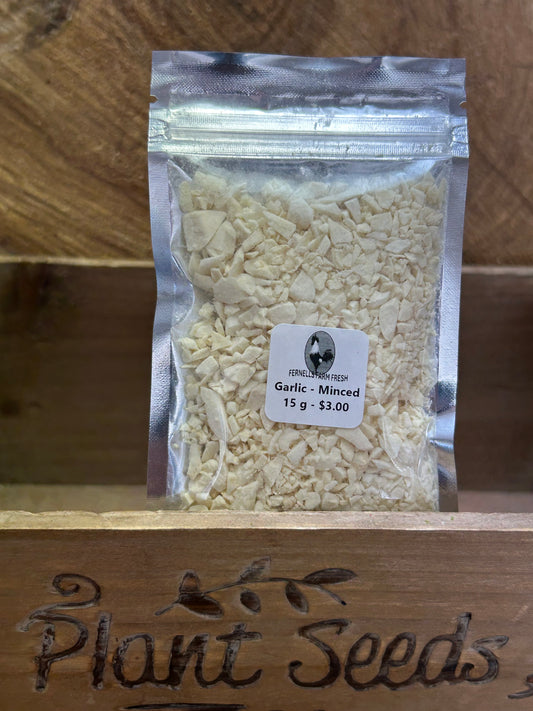 FERNELLS FARM FRESH
Garlic - Minced
15 g - $3.00
Plant Seeds